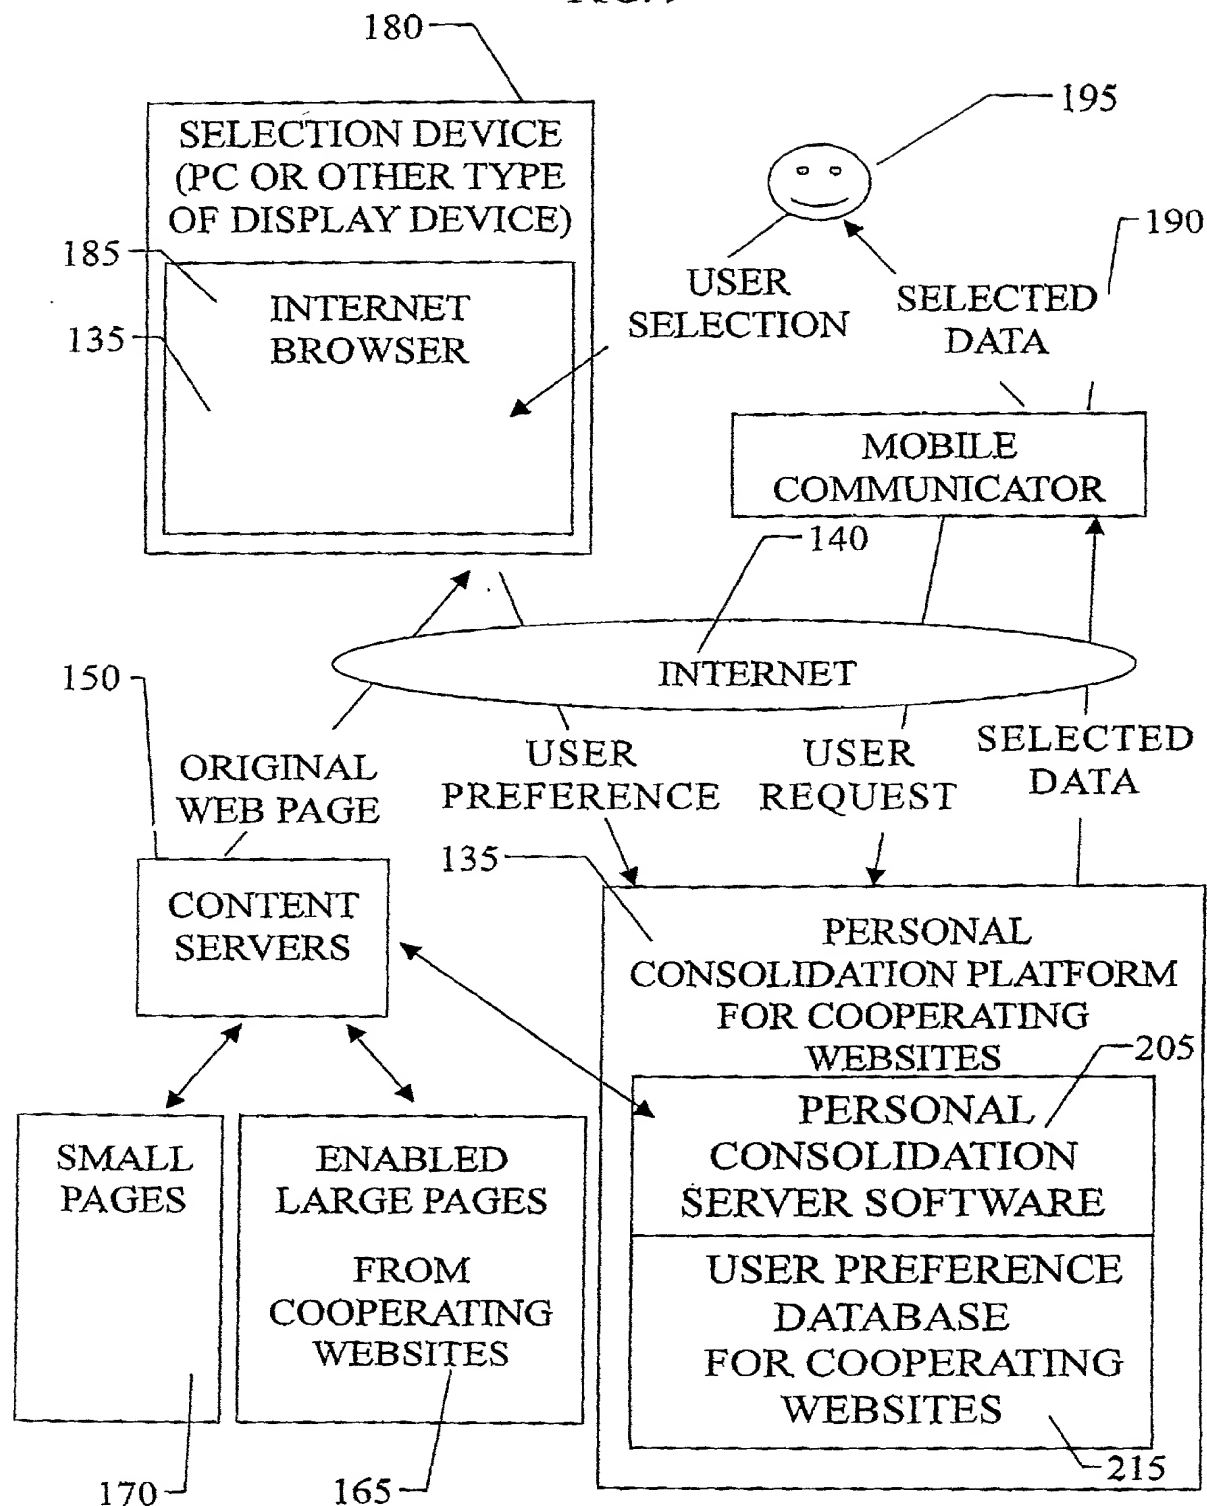 180
195
SELECTION DEVICE
(PC OR OTHER TYPE
OF DISPLAY DEVICE)
190
185
INTERNET
BROWSER
135
USER
SELECTION
SELECTED
DATA
MOBILE
COMMUNICATOR
140
INTERNET
150
ORIGINAL
WEB PAGE
USER
PREFERENCE
USER
REQUEST
SELECTED
DATA
135
CONTENT
SERVERS
PERSONAL
CONSOLIDATION PLATFORM
FOR COOPERATING
WEBSITES
205
PERSONAL
CONSOLIDATION
SERVER SOFTWARE
SMALL
PAGES
ENABLED
LARGE PAGES
FROM
COOPERATING
WEBSITES
USER PREFERENCE
DATABASE
FOR COOPERATING
WEBSITES
170
165
215